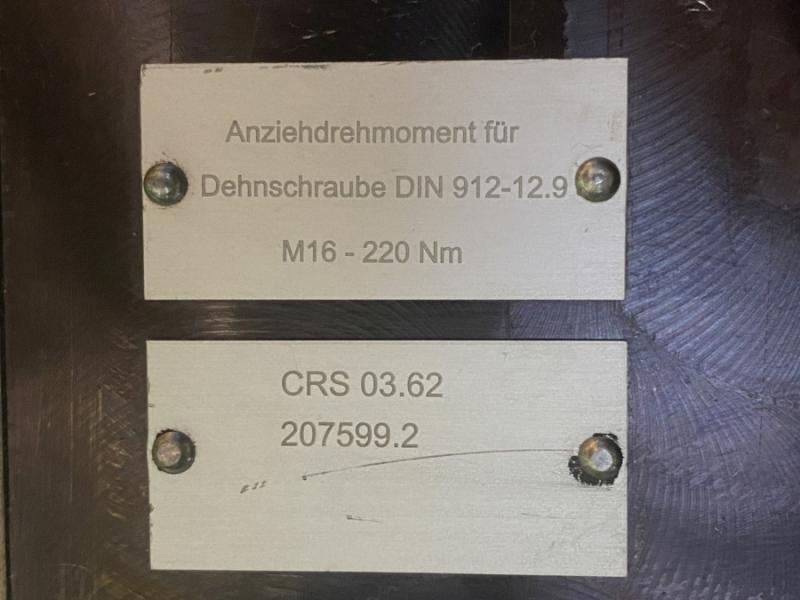 Anziehdrehmoment für
Dehnschraube DIN 912-12.9
M16 - 220 Nm
CRS 03.62
207599.2